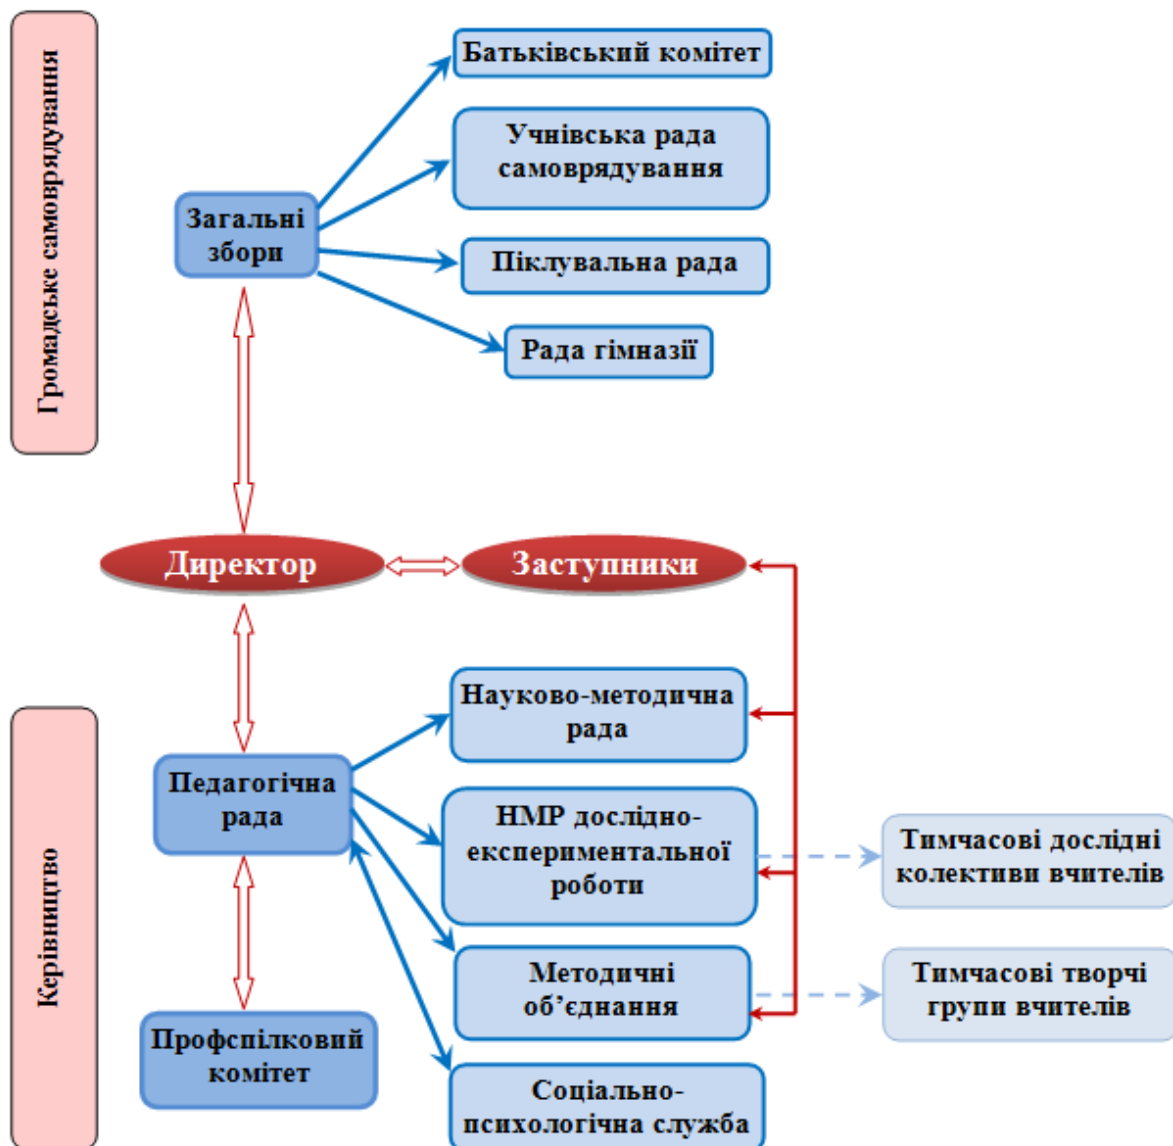 Громадське самоврядування
Батьківський комітет
Учнівська рада
самоврядування
Загальні
збори
Піклувальна рада
Рада гімназії
Директор
Заступники
Керівництво
Науково-методична
рада
Педагогічна
рада
НМР дослідно-
експериментальної
роботи
Тимчасові дослідні
колективи вчителів
Методичні
об’єднання
Тимчасові творчі
групи вчителів
Профспілковий
комітет
Соціально-
психологічна служба